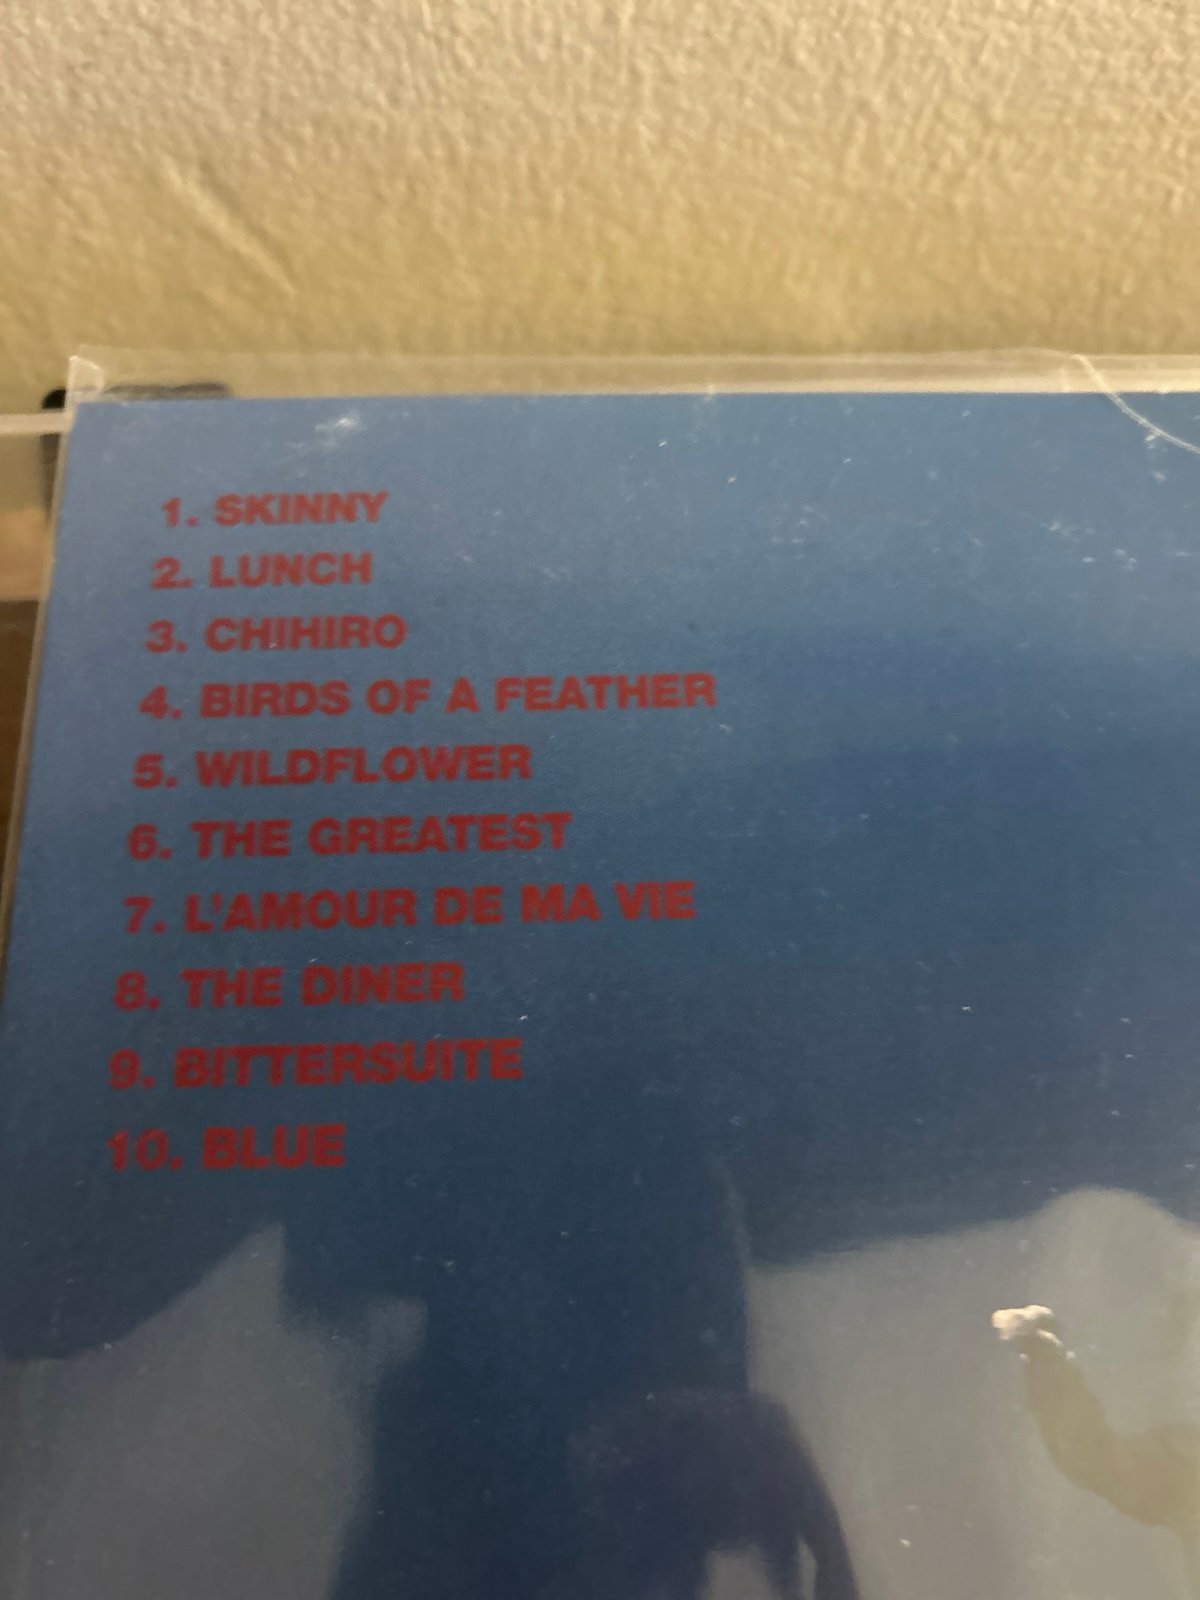 1. SKINNY
2. LUNCH
3. CHIHIRO
4. BIRDS OF A FEATHER
5. WILDFLOWER
6. THE GREATEST
7. L'AMOUR DE MA VIE
8. THE DINER
9. BITTERSUITE
10. BLUE